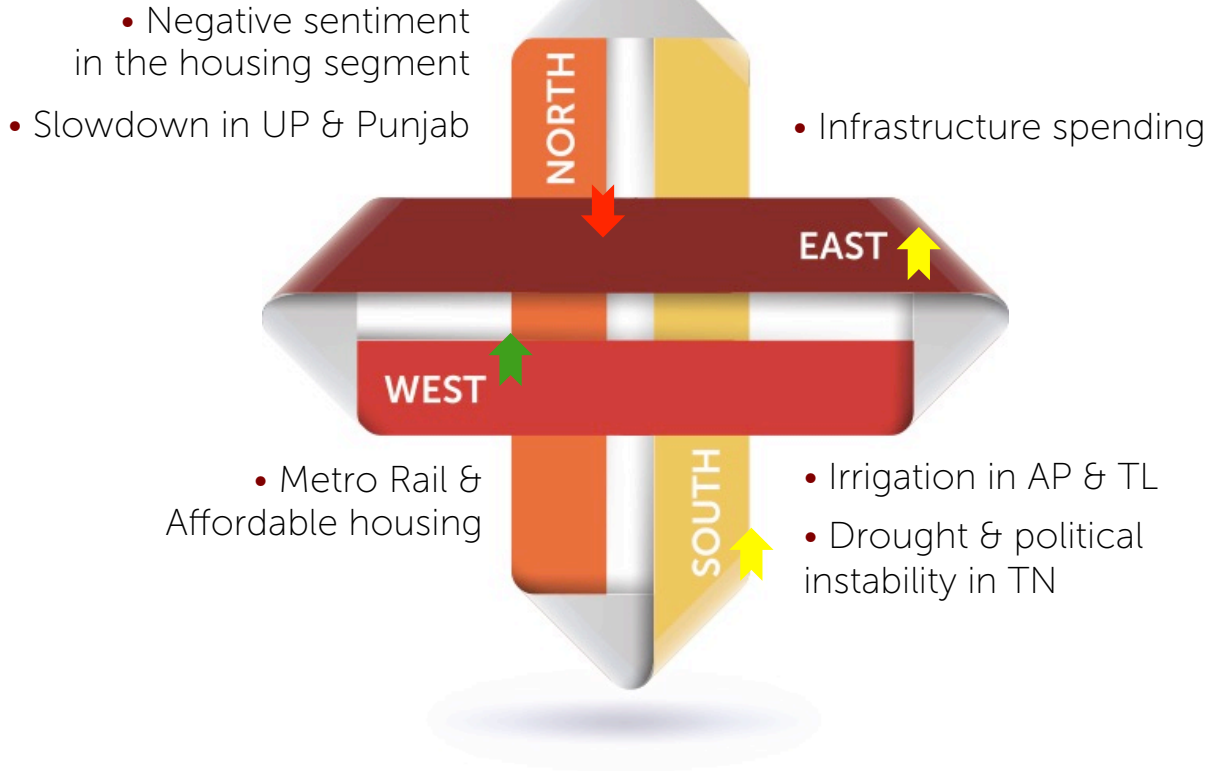 • Negative sentiment
in the housing segment
• Slowdown in UP & Punjab
NORTH
• Infrastructure spending
EAST
WEST
• Metro Rail &
Affordable housing
SOUTH
• Irrigation in AP & TL
• Drought & political
instability in TN